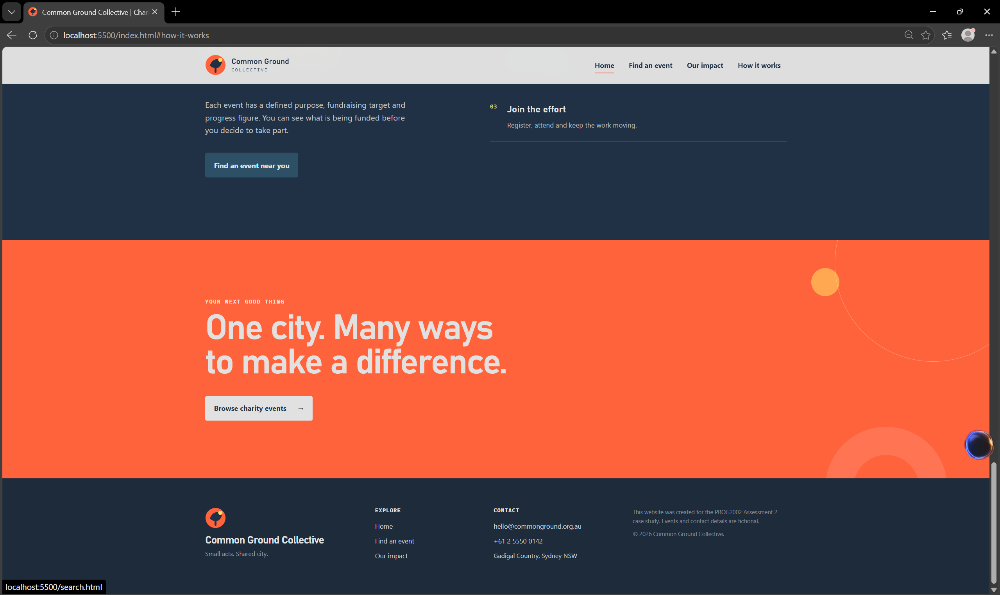 Common Ground Collective | Char
localhost:5500/index.html#how-it-works
Common Ground
COLLECTIVE
Home
Find an event
Our impact
How it works
Each event has a defined purpose, fundraising target and
progress figure. You can see what is being funded before
you decide to take part.
Find an event near you
03
Join the effort
Register, attend and keep the work moving.
YOUR NEXT GOOD THING
One city. Many ways
to make a difference.
Browse charity events →
Common Ground Collective
Small acts. Shared city.
EXPLORE
Home
Find an event
Our impact
CONTACT
hello@commonground.org.au
+61 2 5550 0142
Gadigal Country, Sydney NSW
This website was created for the PROG2002 Assessment 2
case study. Events and contact details are fictional.
© 2026 Common Ground Collective.
localhost:5500/search.html